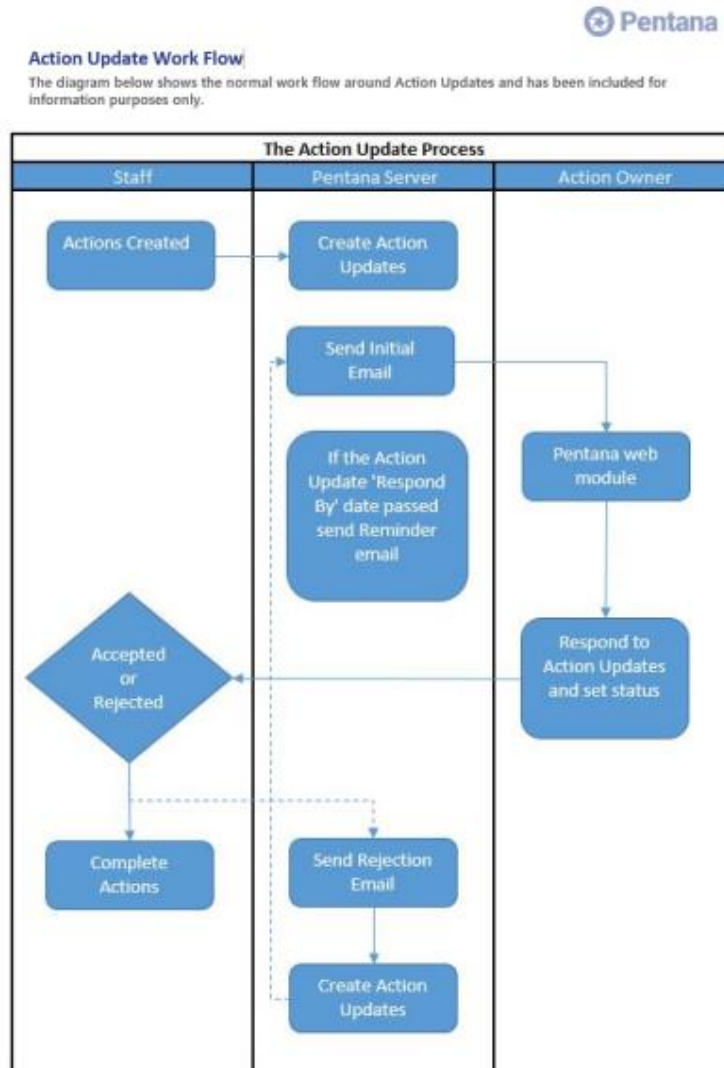 Pentana
Action Update Work Flow
The diagram below shows the normal work flow around Action Updates and has been included for
information purposes only.
The Action Update Process
Staff
Pentana Server
Action Owner
Actions Created
Create Action
Updates
Send Initial
Email
If the Action
Update 'Respond
By' date passed
send Reminder
email
Pentana web
module
Accepted
or
Rejected
Respond to
Action Updates
and set status
Complete
Actions
Send Rejection
Email
Create Action
Updates